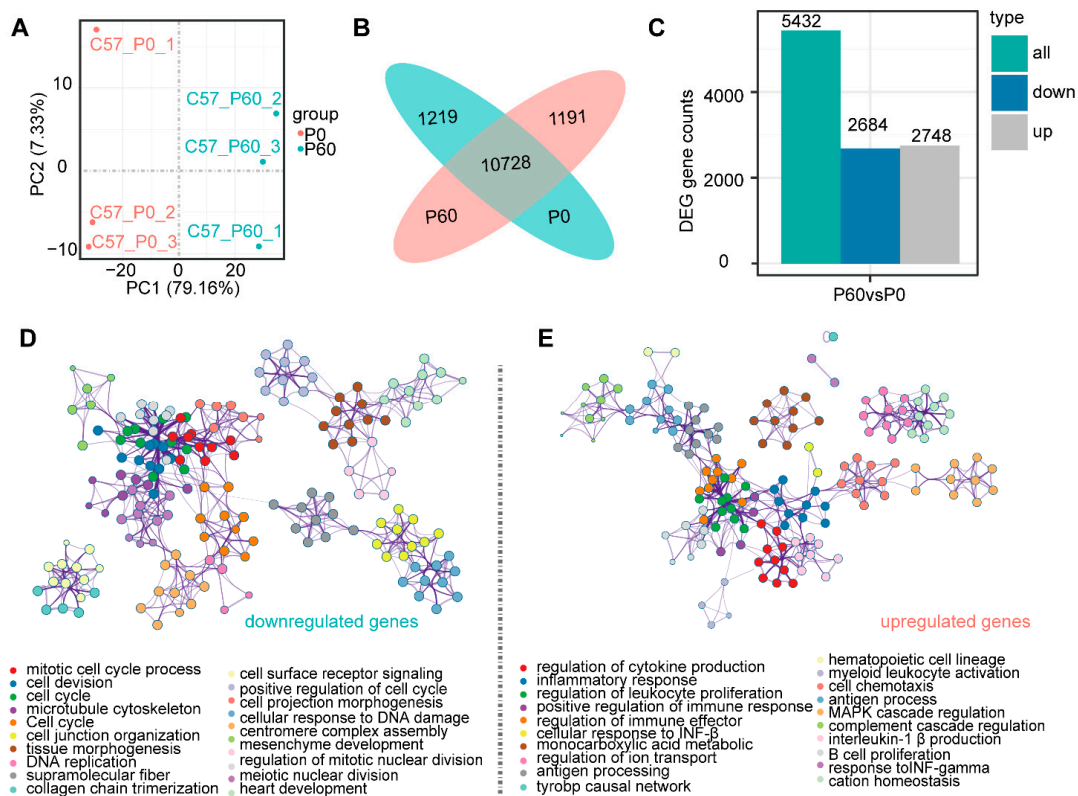 A
C57_P0_1
C57_P60_2
C57_P60_3
C57_P0_2
C57_P0_3
C57_P60_1
10
0
−10
PC2 (7.33%)
−20
0
20
PC1 (79.16%)
group
P0
P60
B
1219
1191
10728
P60
P0
C
5432
2684
2748
4000
2000
0
DEG gene counts
P60vsP0
type
all
down
up
D
downregulated genes
mitotic cell cycle process
cell devision
cell cycle
microtubule cytoskeleton
Cell cycle
cell junction organization
tissue morphogenesis
DNA replication
supramolecular fiber
collagen chain trimerization
cell surface receptor signaling
positive regulation of cell cycle
cell projection morphogenesis
cellular response to DNA damage
centromere complex assembly
mesenchyme development
regulation of mitotic nuclear division
meiotic nuclear division
heart development
E
upregulated genes
regulation of cytokine production
inflammatory response
regulation of leukocyte proliferation
positive regulation of immune response
regulation of immune effector
cellular response to INF-β
monocarboxylic acid metabolic
regulation of ion transport
antigen processing
tyrobp causal network
hematopoietic cell lineage
myeloid leukocyte activation
cell chemotaxis
antigen process
MAPK cascade regulation
complement cascade regulation
interleukin-1 β production
B cell proliferation
response toINF-gamma
cation homeostasis